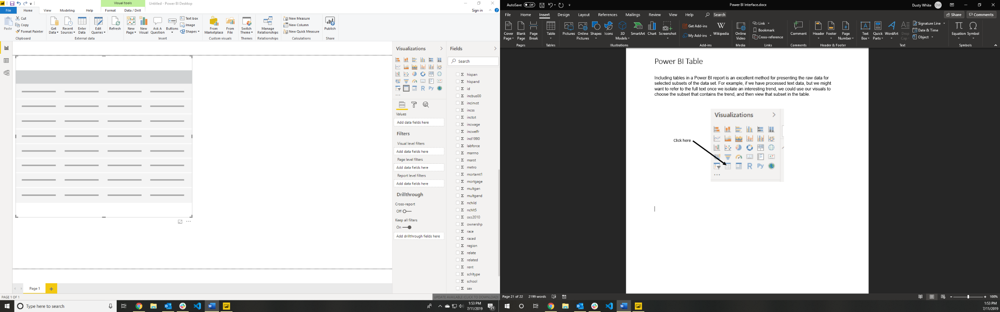 Visual tools
Untitled - Power BI Desktop
File Home View Modeling Help Format Data / Drill Sign in
Paste
Cut
Copy
Format Painter
Clipboard
Get Data
Recent Sources
Enter Data
Edit Queries
Refresh
External data
New Page
New Visual
Ask A Question
Buttons
Text box
Image
Shapes
Insert
From Marketplace
From File
Custom visuals
Switch Theme
Themes
Manage Relationships
Relationships
New Measure
New Column
New Quick Measure
Calculations
Publish
Share
Visualizations
R Py
Values
Add data fields here
Filters
Visual level filters
Add data fields here
Page level filters
Add data fields here
Report level filters
Add data fields here
Drillthrough
Cross-report
Off
Keep all filters
On
Add drillthrough fields here
Fields
Search
Σ hispan
Σ hispand
Σ id
Σ incbus00
Σ incinvst
Σ incss
Σ inctot
Σ incwage
Σ incwelfr
Σ ind1990
Σ labforce
Σ marrno
Σ marst
Σ metro
Σ mortamt1
Σ mortgage
Σ multgen
Σ multgend
Σ nchild
Σ nchlt5
Σ occ2010
Σ ownershp
Σ race
Σ raced
Σ region
Σ relate
Σ related
Σ rent
Σ schltype
Σ school
Σ sex
Page 1
PAGE 1 OF 1
UPDATE AVAILABLE (CLICK TO DOWNLOAD)
Type here to search
1:53 PM
7/11/2019
21
AutoSave Off
Power BI Interface.docx
Dusty White DW
File Home Insert Design Layout References Mailings Review View Help Search
Share Comments
Cover Page
Blank Page
Page Break
Pages
Table
Tables
Pictures
Online Pictures
Shapes
Icons
3D Models
SmartArt
Chart
Screenshot
Illustrations
Get Add-ins
My Add-ins
Wikipedia
Add-ins
Online Video
Media
Link
Bookmark
Cross-reference
Links
Comment
Comments
Header
Footer
Page Number
Header & Footer
Text Box
Quick Parts
WordArt
Drop Cap
Signature Line
Date & Time
Object
Text
Equation
Symbol
Symbols
Power BI Table
Including tables in a Power BI report is an excellent method for presenting the raw data for
selected subsets of the data set. For example, if we have processed text data, but we might
want to refer to the full text once we isolate an interesting trend, we could use our visuals to
choose the subset that contains the trend, and then view that subset in the table.
Visualizations
Click here
R Py
Page 21 of 22 2199 words
100%
1:53 PM
7/11/2019